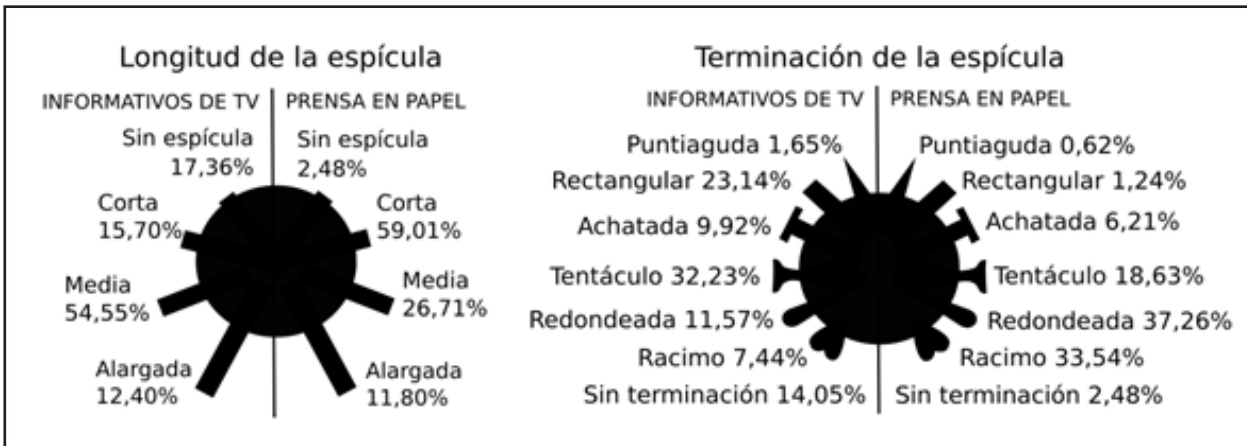 Longitud de la espícula
INFORMATIVOS DE TV
PRENSA EN PAPEL
Sin espícula
17,36%
Sin espícula
2,48%
Corta
15,70%
Corta
59,01%
Media
54,55%
Media
26,71%
Alargada
12,40%
Alargada
11,80%
Terminación de la espícula
INFORMATIVOS DE TV
PRENSA EN PAPEL
Puntiaguda 1,65%
Puntiaguda 0,62%
Rectangular 23,14%
Rectangular 1,24%
Achatada 9,92%
Achatada 6,21%
Tentáculo 32,23%
Tentáculo 18,63%
Redondeada 11,57%
Redondeada 37,26%
Racimo 7,44%
Racimo 33,54%
Sin terminación 14,05%
Sin terminación 2,48%